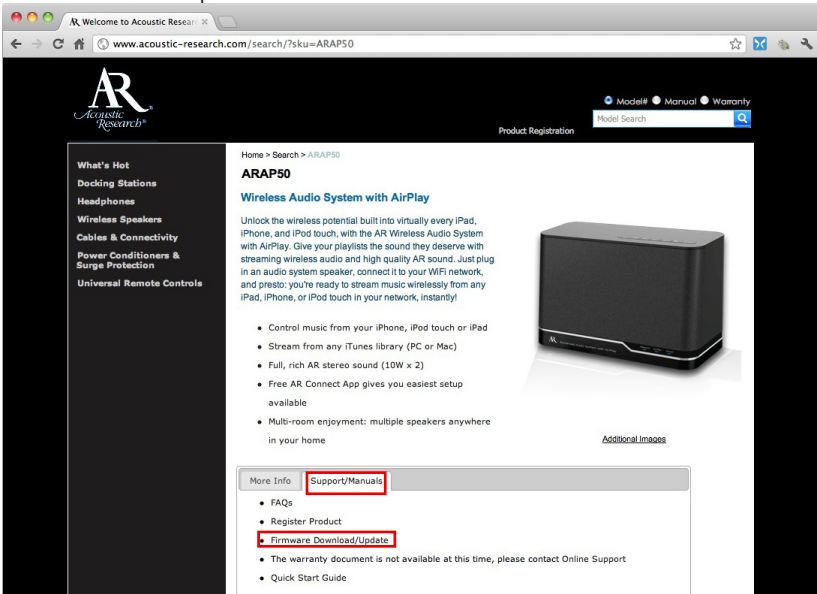 Welcome to Acoustic Resear
www.acoustic-research.com/search/?sku=ARAP50
AR
Acoustic
Research®
Model# Manual Warranty
Product Registration
Model Search
What's Hot
Docking Stations
Headphones
Wireless Speakers
Cables & Connectivity
Power Conditioners &
Surge Protection
Universal Remote Controls
Home > Search > ARAP50
ARAP50
Wireless Audio System with AirPlay
Unlock the wireless potential built into virtually every iPad,
iPhone, and iPod touch, with the AR Wireless Audio System
with AirPlay. Give your playlists the sound they deserve with
streaming wireless audio and high quality AR sound. Just plug
in an audio system speaker, connect it to your WiFi network,
and presto: you're ready to stream music wirelessly from any
iPad, iPhone, or iPod touch in your network, instantly!
• Control music from your iPhone, iPod touch or iPad
• Stream from any iTunes library (PC or Mac)
• Full, rich AR stereo sound (10W x 2)
• Free AR Connect App gives you easiest setup
available
• Multi-room enjoyment: multiple speakers anywhere
in your home
Additional Images
More Info Support/Manuals
• FAQs
• Register Product
• Firmware Download/Update
• The warranty document is not available at this time, please contact Online Support
• Quick Start Guide